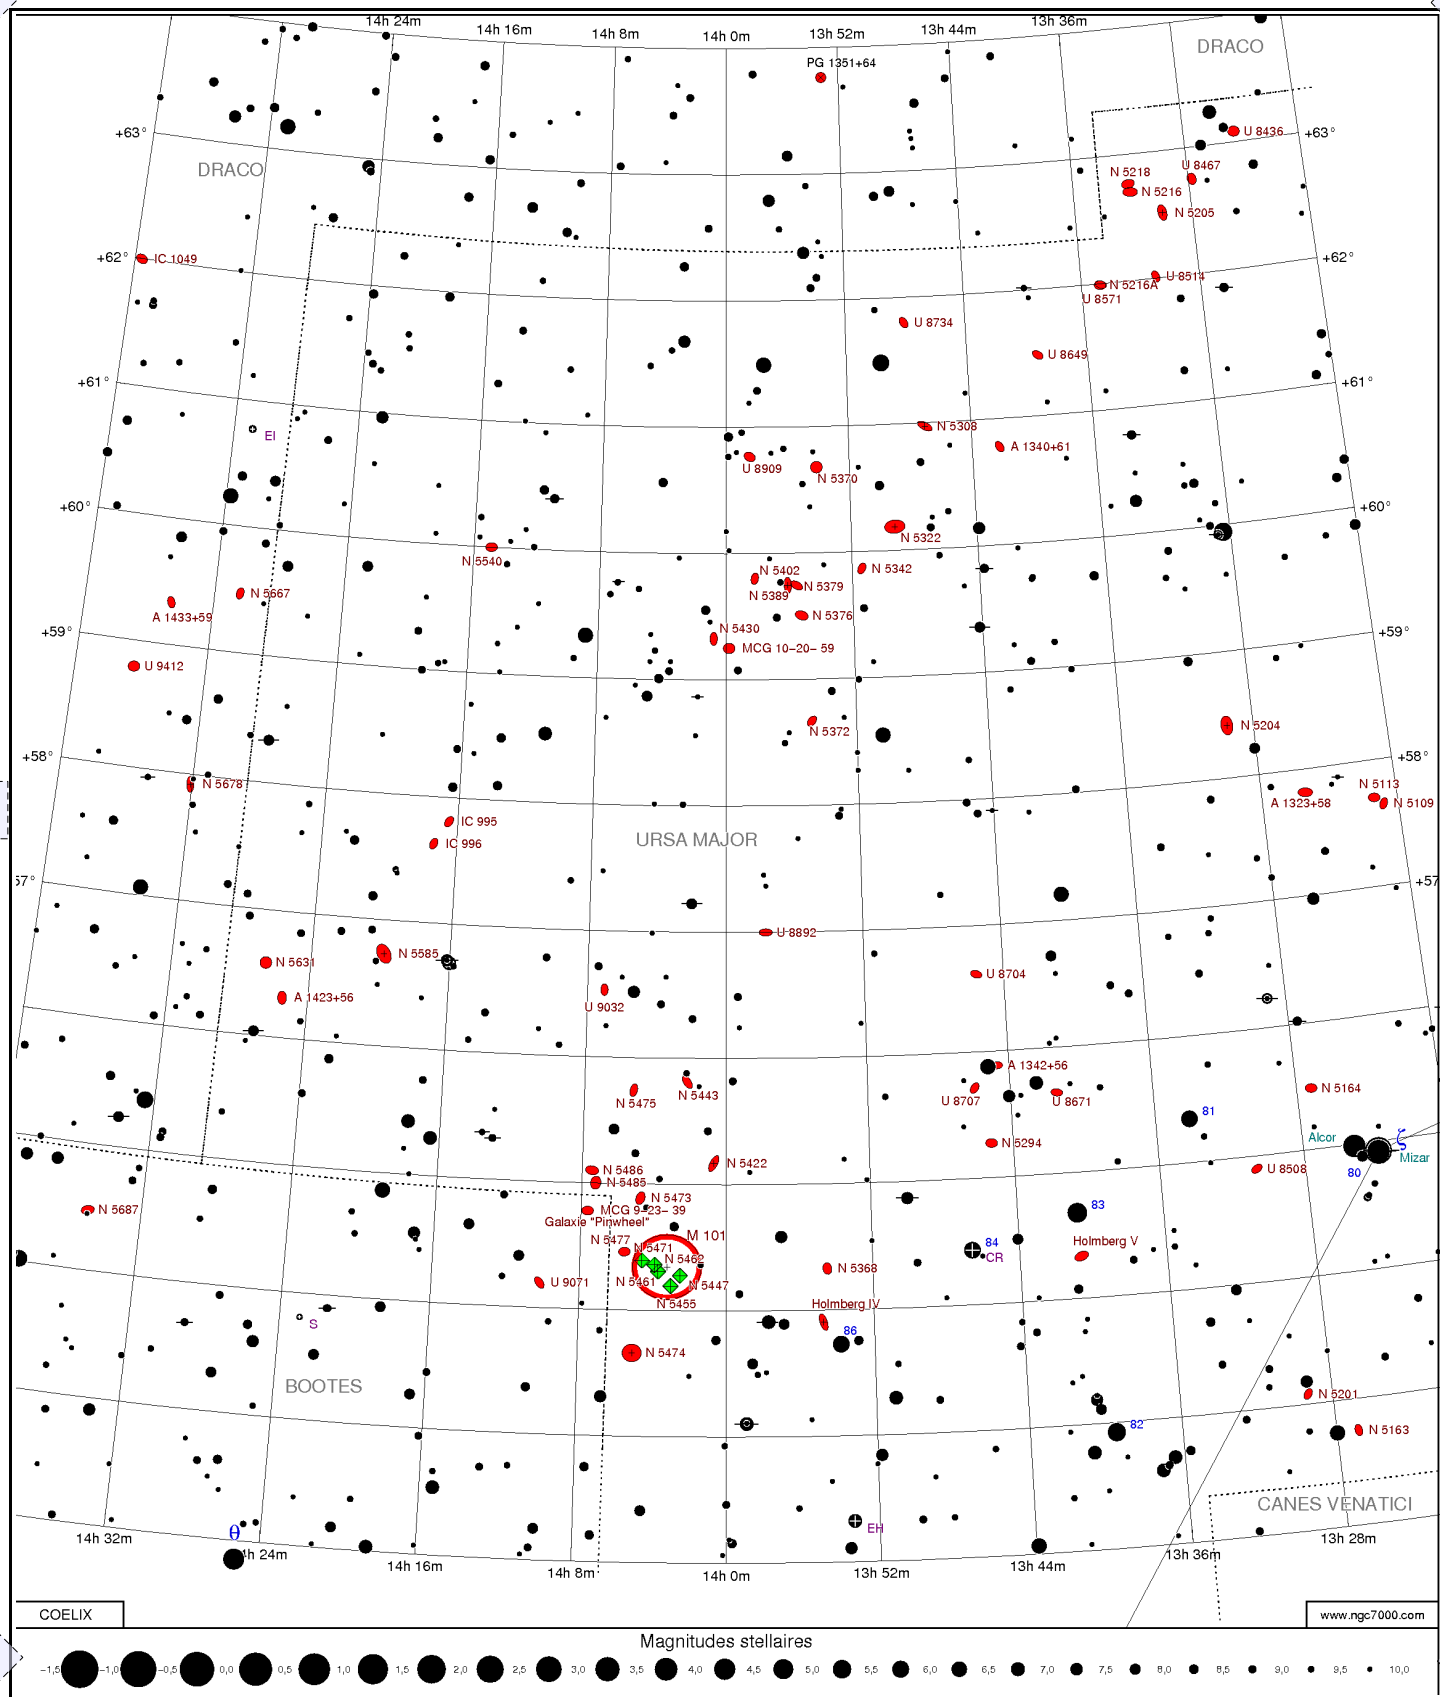 14h 24m
14h 16m
14h 8m
14h 0m
13h 52m
13h 44m
13h 36m
DRACO
PG 1351+64
+63°
U 8436
+63°
DRACO
N 5218
U 8467
N 5216
N 5205
+62°
IC 1049
+62°
U 8514
N 5216A
U 8571
U 8734
U 8649
+61°
+61°
EI
N 5308
A 1340+61
U 8909
N 5370
+60°
+60°
N 5322
N 5540
N 5402
N 5342
N 5389
N 5379
N 5667
A 1433+59
N 5376
+59°
N 5430
+59°
MCG 10-20- 59
U 9412
N 5372
N 5204
+58°
+58°
N 5678
N 5113
A 1323+58
N 5109
IC 995
IC 996
URSA MAJOR
57°
+57
U 8892
N 5585
N 5631
U 8704
A 1423+56
U 9032
A 1342+56
N 5475
N 5443
U 8707
U 8671
N 5164
81
Alcor
ζ
Mizar
80
N 5294
N 5422
U 8508
N 5486
N 5485
N 5473
N 5687
MCG 9-23- 39
83
Galaxie "Pinwheel"
M 101
N 5477
N 5471
N 5462
84
CR
Holmberg V
N 5368
U 9071
N 5461
N 5447
N 5455
Holmberg IV
S
86
N 5474
BOOTES
N 5201
82
N 5163
CANES VENATICI
θ
EH
14h 32m
4h 24m
14h 16m
14h 8m
14h 0m
13h 52m
13h 44m
13h 36m
13h 28m
COELIX
www.ngc7000.com
Magnitudes stellaires
-1,5 -1,0 -0,5 0,0 0,5 1,0 1,5 2,0 2,5 3,0 3,5 4,0 4,5 5,0 5,5 6,0 6,5 7,0 7,5 8,0 8,5 9,0 9,5 10,0